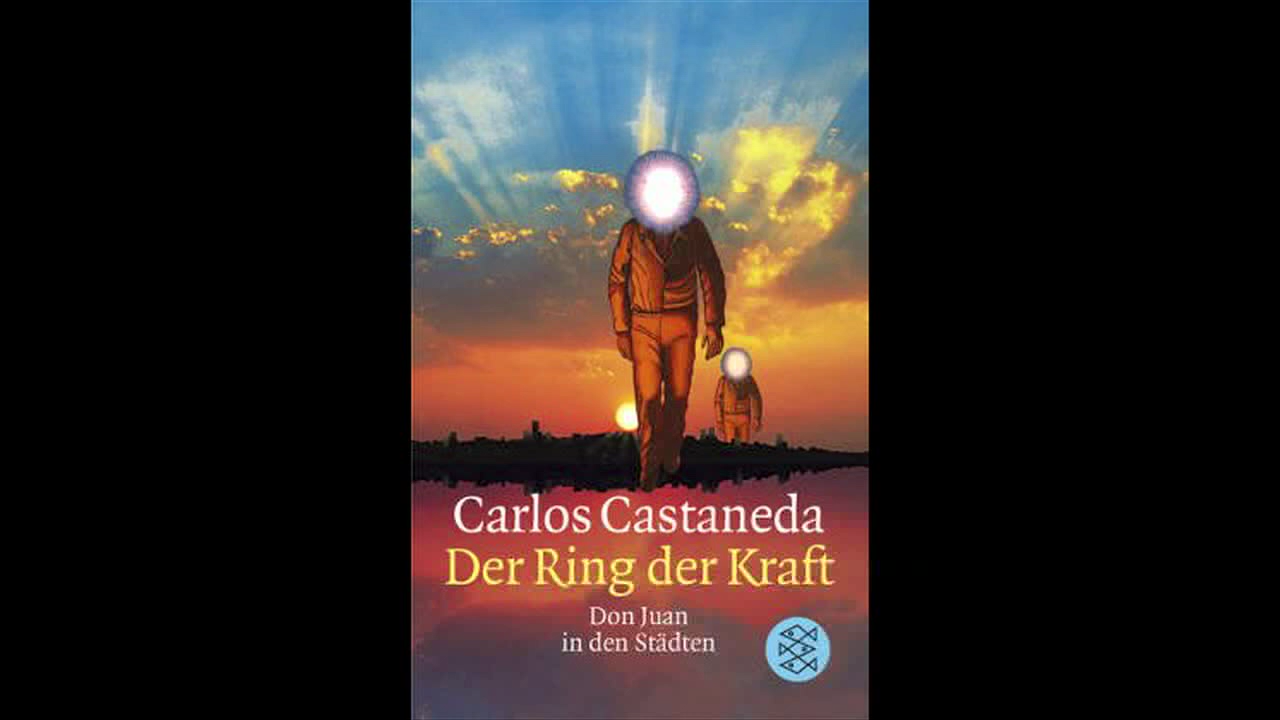 Carlos Castaneda
Der Ring der Kraft
Don Juan
in den Städten